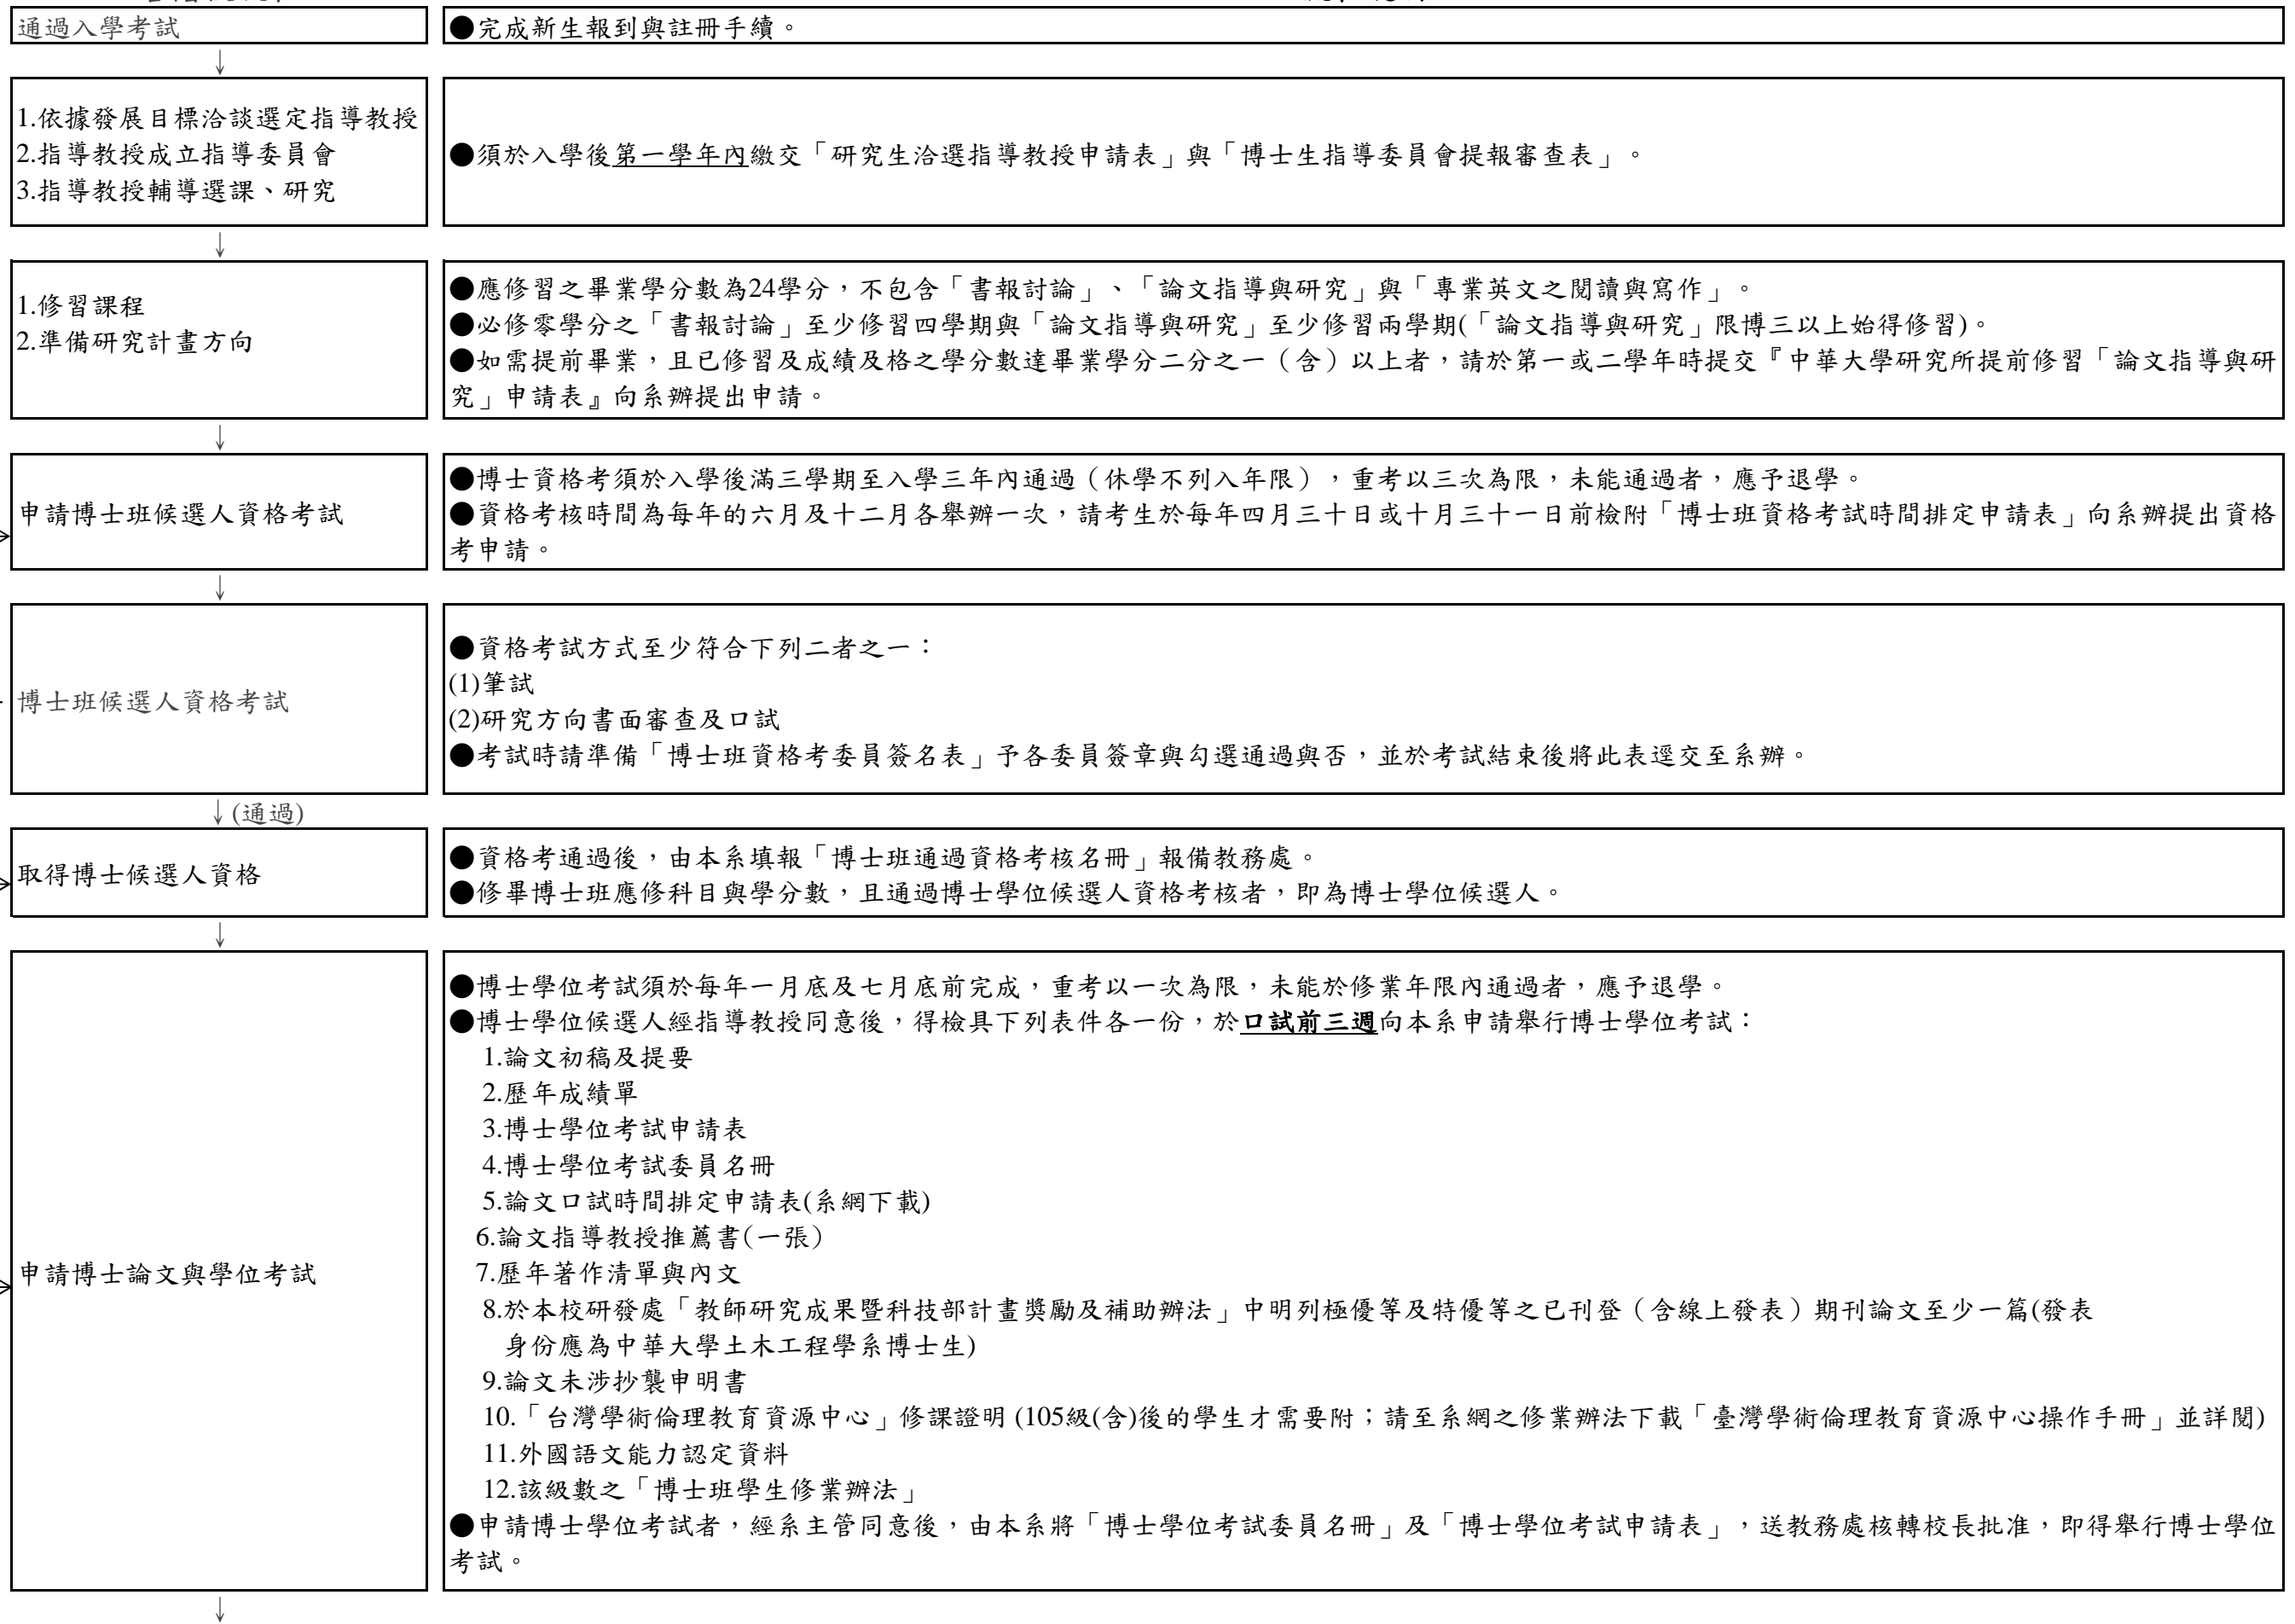 通過入學考試
●完成新生報到與註冊手續。
↓
1.依據發展目標洽談選定指導教授
2.指導教授成立指導委員會
3.指導教授輔導選課、研究
●須於入學後第一學年內繳交「研究生洽選指導教授申請表」與「博士生指導委員會提報審查表」。
↓
1.修習課程
2.準備研究計畫方向
●應修習之畢業學分數為24學分，不包含「書報討論」、「論文指導與研究」與「專業英文之閱讀與寫作」。
●必修零學分之「書報討論」至少修習四學期與「論文指導與研究」至少修習兩學期(「論文指導與研究」限博三以上始得修習)。
●如需提前畢業，且已修習及成績及格之學分數達畢業學分二分之一（含）以上者，請於第一或二學年時提交『中華大學研究所提前修習「論文指導與研
究」申請表』向系辦提出申請。
↓
申請博士班候選人資格考試
●博士資格考須於入學後滿三學期至入學三年內通過（休學不列入年限），重考以三次為限，未能通過者，應予退學。
●資格考核時間為每年的六月及十二月各舉辦一次，請考生於每年四月三十日或十月三十一日前檢附「博士班資格考試時間排定申請表」向系辦提出資格
考申請。
↓
博士班候選人資格考試
●資格考試方式至少符合下列二者之一：
(1)筆試
(2)研究方向書面審查及口試
●考試時請準備「博士班資格考委員簽名表」予各委員簽章與勾選通過與否，並於考試結束後將此表逕交至系辦。
↓(通過)
取得博士候選人資格
●資格考通過後，由本系填報「博士班通過資格考核名冊」報備教務處。
●修畢博士班應修科目與學分數，且通過博士學位候選人資格考核者，即為博士學位候選人。
↓
申請博士論文與學位考試
●博士學位考試須於每年一月底及七月底前完成，重考以一次為限，未能於修業年限內通過者，應予退學。
●博士學位候選人經指導教授同意後，得檢具下列表件各一份，於口試前三週向本系申請舉行博士學位考試：
1.論文初稿及提要
2.歷年成績單
3.博士學位考試申請表
4.博士學位考試委員名冊
5.論文口試時間排定申請表(系網下載)
6.論文指導教授推薦書(一張）
7.歷年著作清單與內文
8.於本校研發處「教師研究成果暨科技部計畫獎勵及補助辦法」中明列極優等及特優等之已刊登（含線上發表）期刊論文至少一篇(發表
身份應為中華大學土木工程學系博士生)
9.論文未涉抄襲申明書
10.「台灣學術倫理教育資源中心」修課證明 (105級(含)後的學生才需要附；請至系網之修業辦法下載「臺灣學術倫理教育資源中心操作手冊」並詳閱)
11.外國語文能力認定資料
12.該級數之「博士班學生修業辦法」
●申請博士學位考試者，經系主管同意後，由本系將「博士學位考試委員名冊」及「博士學位考試申請表」，送教務處核轉校長批准，即得舉行博士學位
考試。
↓